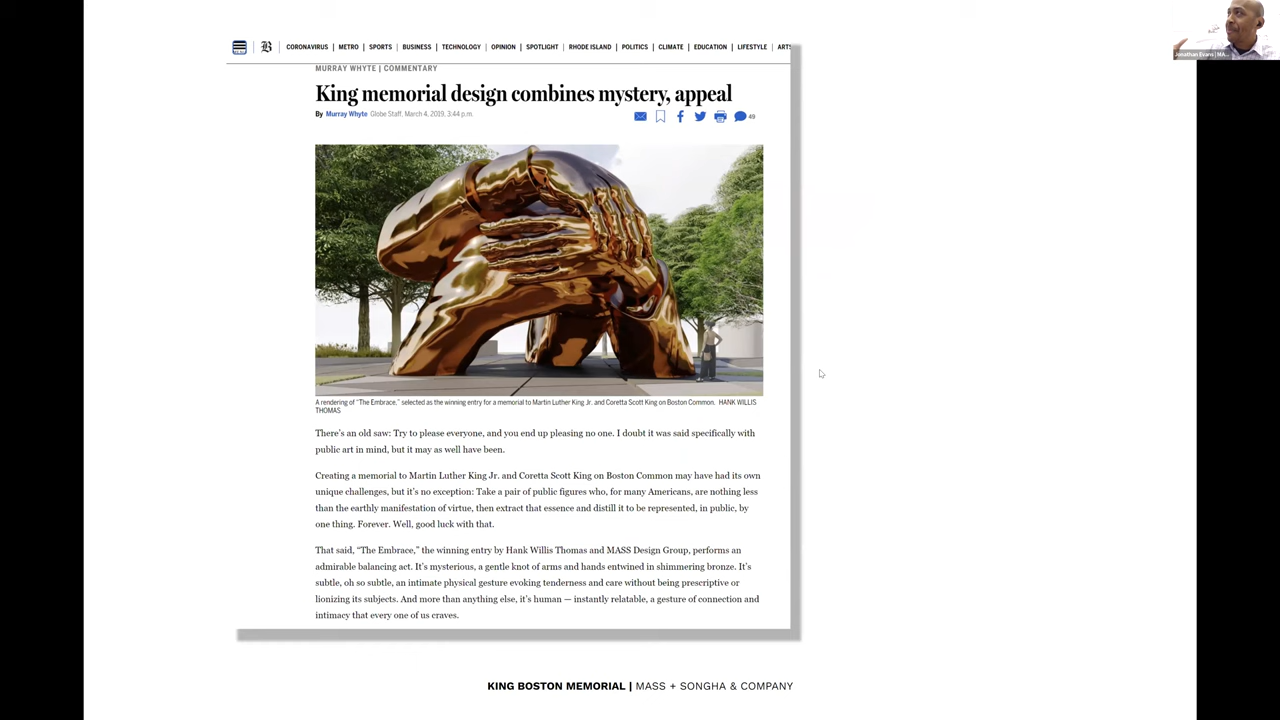 B CORONAVIRUS | METRO | SPORTS | BUSINESS | TECHNOLOGY | OPINION | SPOTLIGHT | RHODE ISLAND | POLITICS | CLIMATE | EDUCATION | LIFESTYLE | ARTS
Jonathan Evans | MA...
MURRAY WHYTE | COMMENTARY
King memorial design combines mystery, appeal
By Murray Whyte Globe Staff, March 4, 2019, 3:44 p.m.
49
A rendering of “The Embrace,” selected as the winning entry for a memorial to Martin Luther King Jr. and Coretta Scott King on Boston Common. HANK WILLIS
THOMAS
There’s an old saw: Try to please everyone, and you end up pleasing no one. I doubt it was said specifically with
public art in mind, but it may as well have been.
Creating a memorial to Martin Luther King Jr. and Coretta Scott King on Boston Common may have had its own
unique challenges, but it’s no exception: Take a pair of public figures who, for many Americans, are nothing less
than the earthly manifestation of virtue, then extract that essence and distill it to be represented, in public, by
one thing. Forever. Well, good luck with that.
That said, “The Embrace,” the winning entry by Hank Willis Thomas and MASS Design Group, performs an
admirable balancing act. It’s mysterious, a gentle knot of arms and hands entwined in shimmering bronze. It’s
subtle, oh so subtle, an intimate physical gesture evoking tenderness and care without being prescriptive or
lionizing its subjects. And more than anything else, it’s human — instantly relatable, a gesture of connection and
intimacy that every one of us craves.
KING BOSTON MEMORIAL | MASS + SONGHA & COMPANY